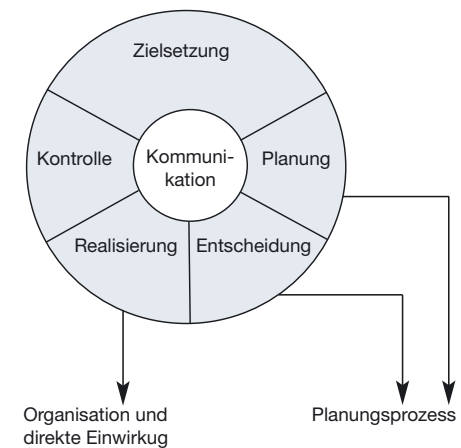 Zielsetzung
Kontrolle
Kommuni-
kation
Planung
Realisierung
Entscheidung
Organisation und
direkte Einwirkug
Planungsprozess